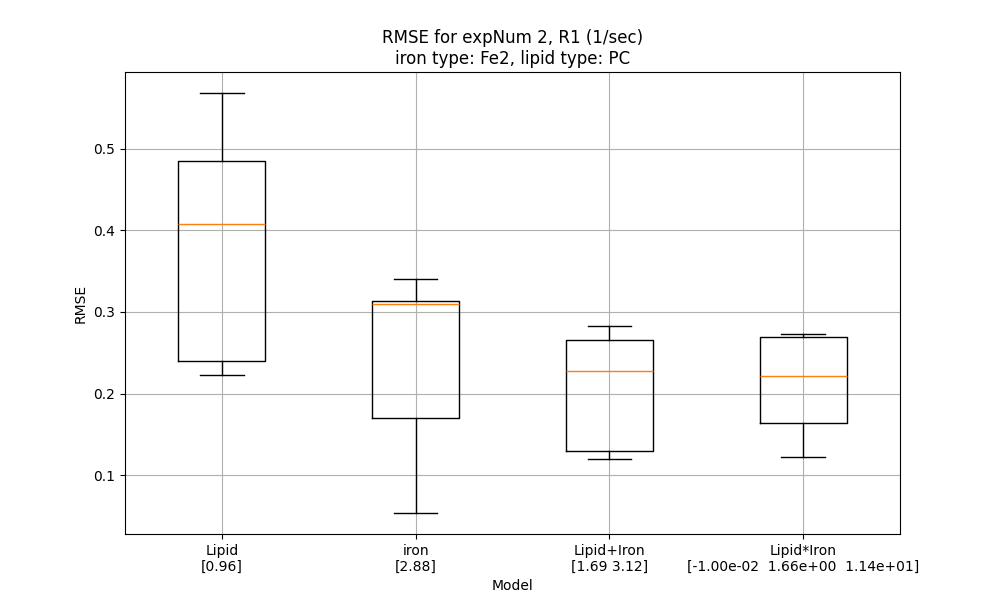 RMSE for expNum 2, R1 (1/sec)
iron type: Fe2, lipid type: PC
RMSE
0.5
0.4
0.3
0.2
0.1
Lipid
[0.96]
iron
[2.88]
Lipid+Iron
[1.69 3.12]
Lipid*Iron
[-1.00e-02  1.66e+00  1.14e+01]
Model